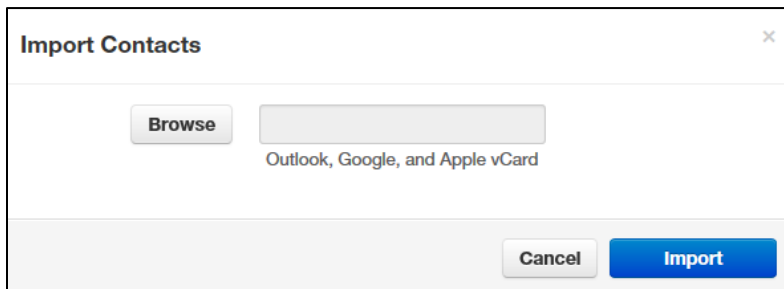 Import Contacts
×
Browse
Outlook, Google, and Apple vCard
Cancel Import